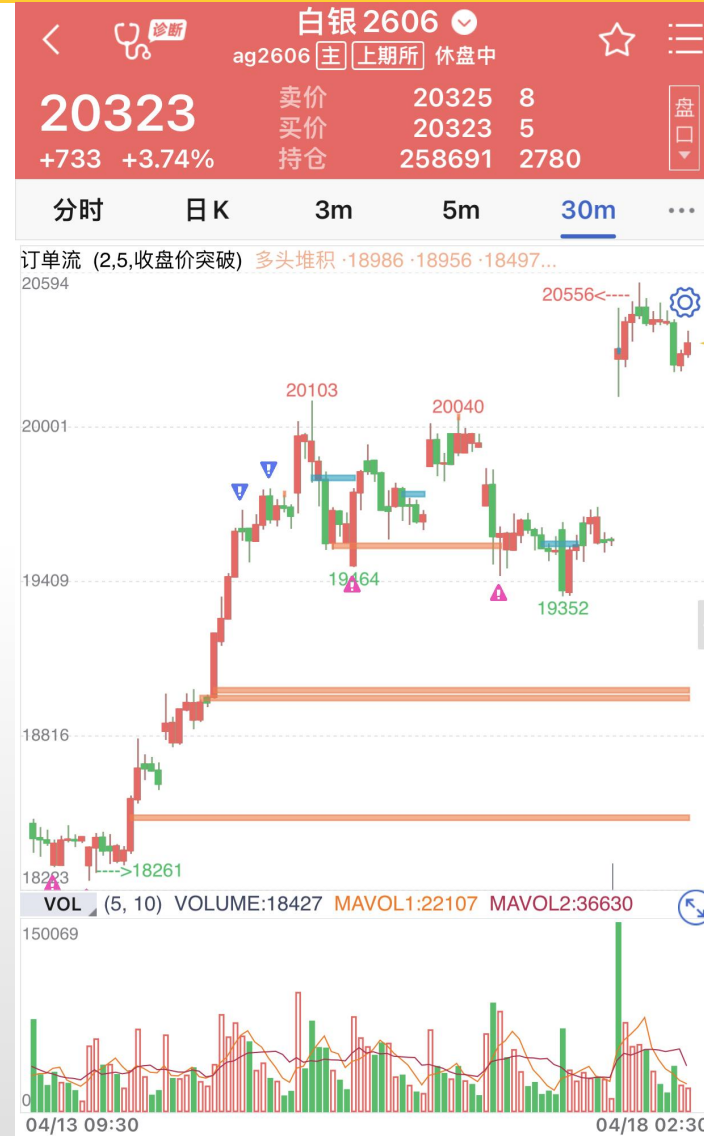 诊断
白银2606
ag2606 主 上期所 休盘中
20323
+733 +3.74%
卖价 20325 8
买价 20323 5
持仓 258691 2780
盘口
分时 日K 3m 5m 30m ...
订单流 (2,5,收盘价突破) 多头堆积 ·18986 ·18956 ·18497...
20594
20556<----
20103
20040
20001
19409
19464
19352
18816
---->18261
18223
VOL (5, 10) VOLUME:18427 MAVOL1:22107 MAVOL2:36630
150069
0
04/13 09:30 04/18 02:30